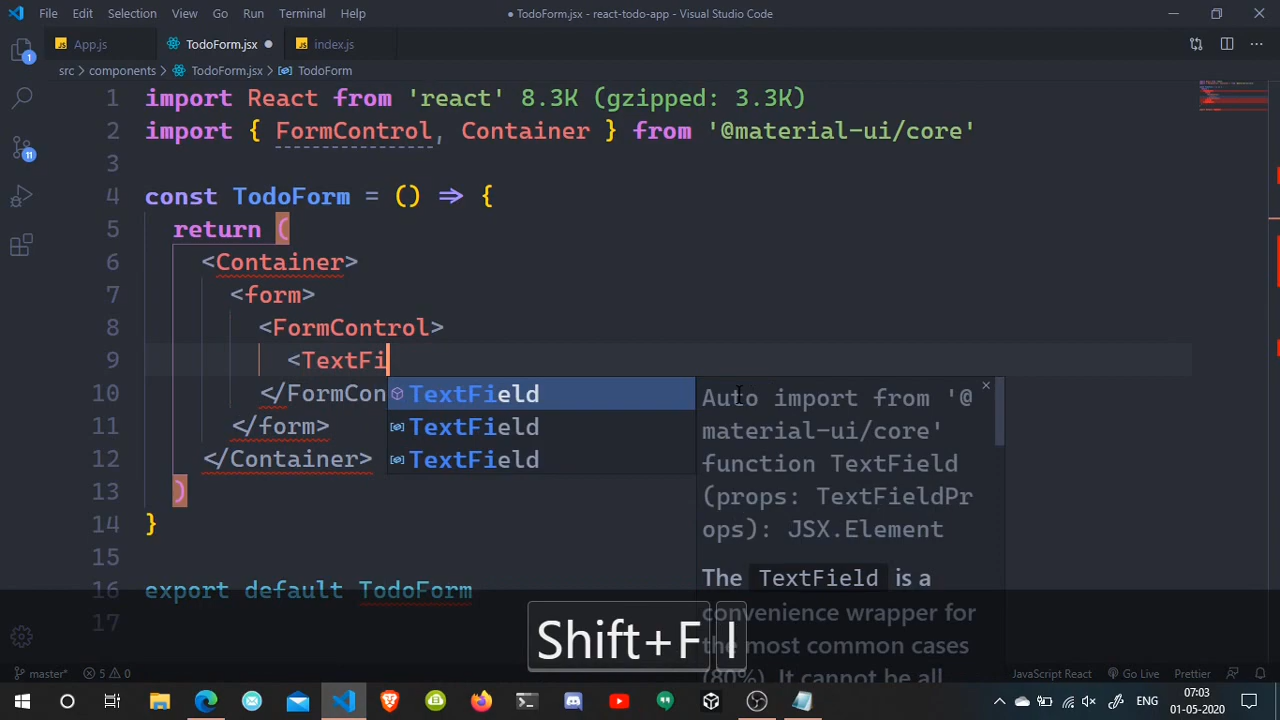 File Edit Selection View Go Run Terminal Help
● TodoForm.jsx - react-todo-app - Visual Studio Code
JS App.js
TodoForm.jsx ●
JS index.js
src > components > TodoForm.jsx > TodoForm
1 import React from 'react' 8.3K (gzipped: 3.3K)
2 import { FormControl, Container } from '@material-ui/core'
3
4 const TodoForm = () => {
5 return (
6 <Container>
7 <form>
8 <FormControl>
9 <TextFi
10 </FormCon
11 </form>
12 </Container>
13 )
14 }
15
16 export default TodoForm
17
TextField
TextField
TextField
Auto import from '@
material-ui/core'
function TextField
(props: TextFieldPr
ops): JSX.Element
The TextField is a
convenience wrapper for
the most common cases
(80%). It cannot be all
Shift+F I
1
11
master* 5 0
JavaScript React Go Live Prettier
ENG
07:03
01-05-2020